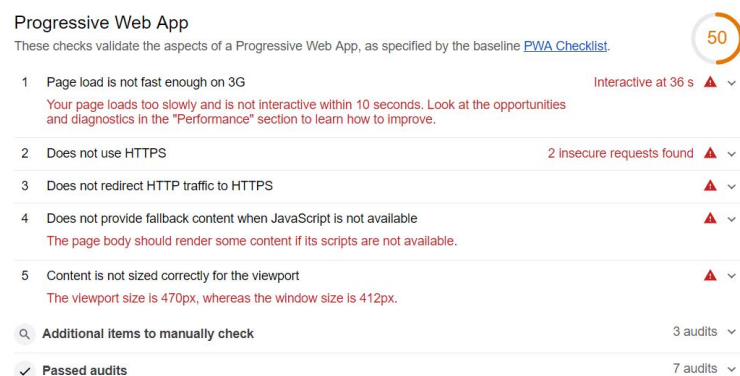 Progressive Web App
50
These checks validate the aspects of a Progressive Web App, as specified by the baseline PWA Checklist.
1 Page load is not fast enough on 3G Interactive at 36 s
Your page loads too slowly and is not interactive within 10 seconds. Look at the opportunities
and diagnostics in the "Performance" section to learn how to improve.
2 Does not use HTTPS 2 insecure requests found
3 Does not redirect HTTP traffic to HTTPS
4 Does not provide fallback content when JavaScript is not available
The page body should render some content if its scripts are not available.
5 Content is not sized correctly for the viewport
The viewport size is 470px, whereas the window size is 412px.
Additional items to manually check 3 audits
Passed audits 7 audits